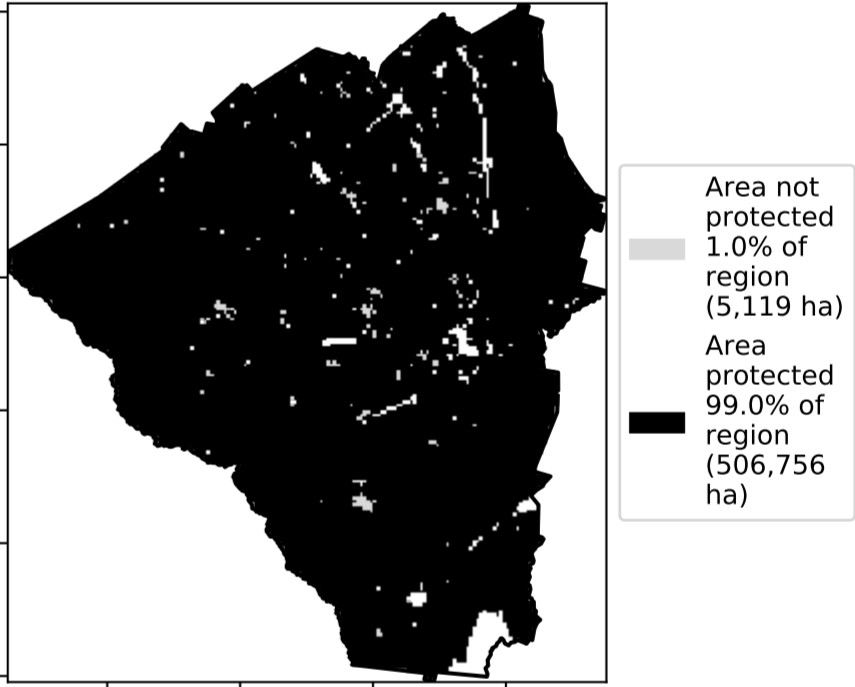 Area not
protected
1.0% of
region
(5,119 ha)
Area
protected
99.0% of
region
(506,756
ha)